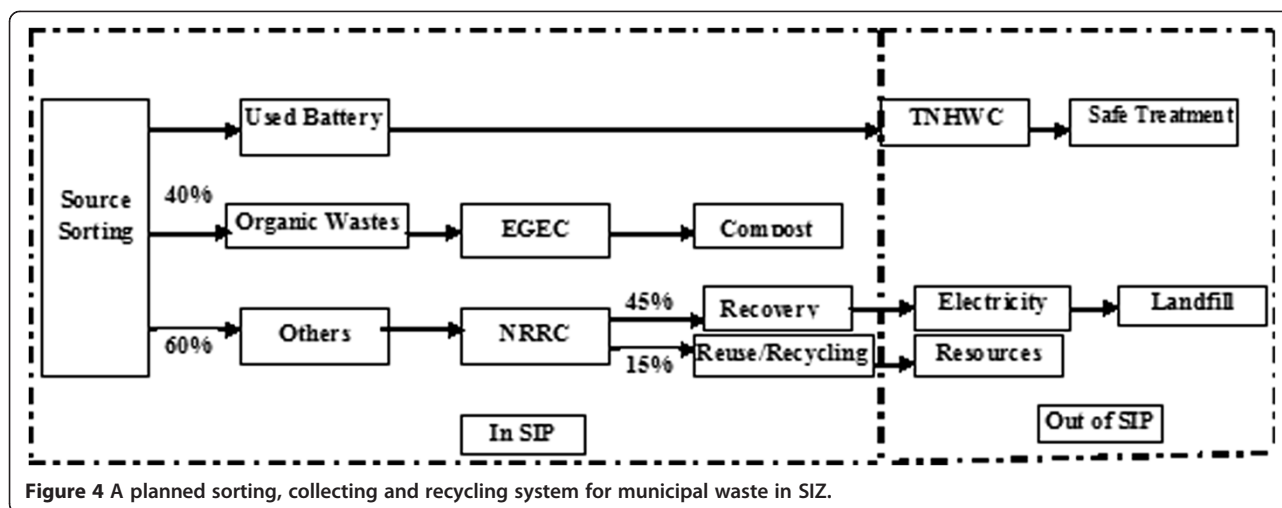 Used Battery
TNHWC
Safe Treatment
Source
Sorting
40%
Organic Wastes
EGEC
Compost
60%
Others
NRRC
45%
Recovery
Electricity
Landfill
15%
Reuse/Recycling
Resources
In SIP
Out of SIP
Figure 4 A planned sorting, collecting and recycling system for municipal waste in SIZ.